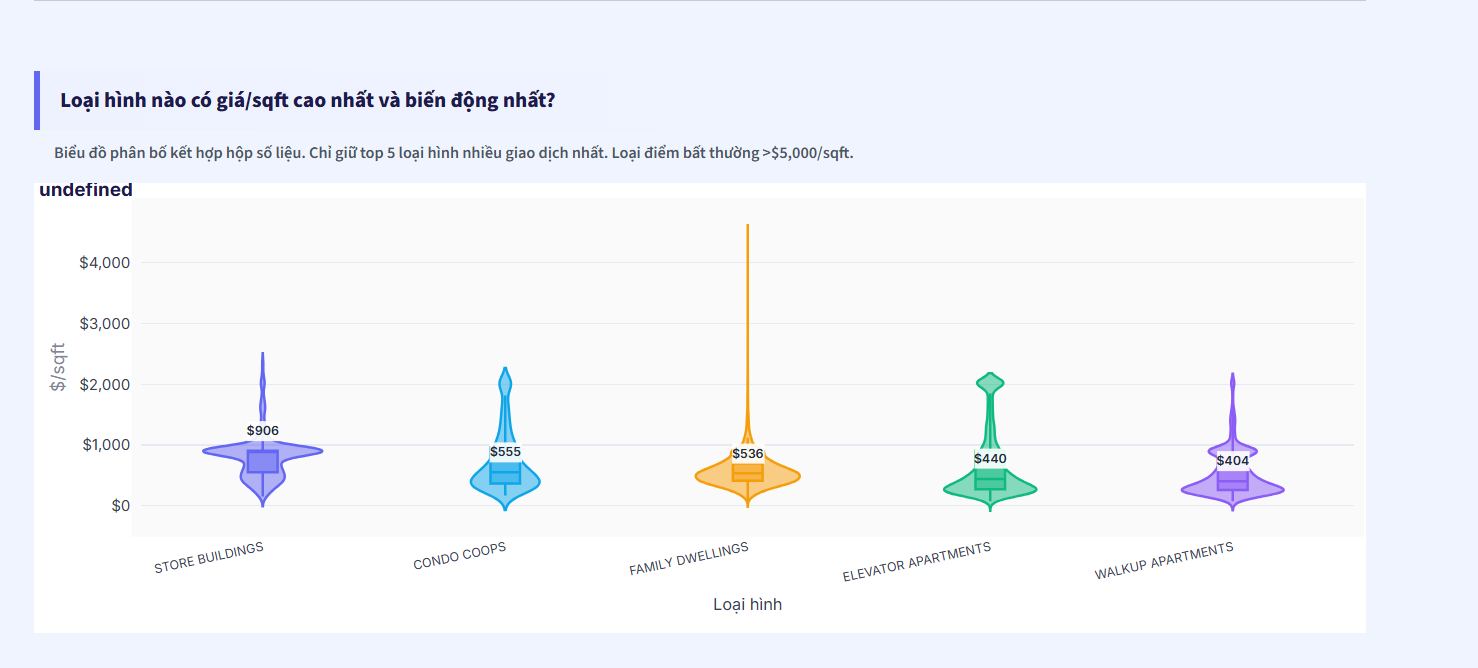 Loại hình nào có giá/sqft cao nhất và biến động nhất?
Biểu đồ phân bố kết hợp hộp số liệu. Chỉ giữ top 5 loại hình nhiều giao dịch nhất. Loại điểm bất thường >$5,000/sqft.
undefined
$/sqft
$4,000
$3,000
$2,000
$1,000
$0
$906
$555
$536
$440
$404
STORE BUILDINGS
CONDO COOPS
FAMILY DWELLINGS
ELEVATOR APARTMENTS
WALKUP APARTMENTS
Loại hình